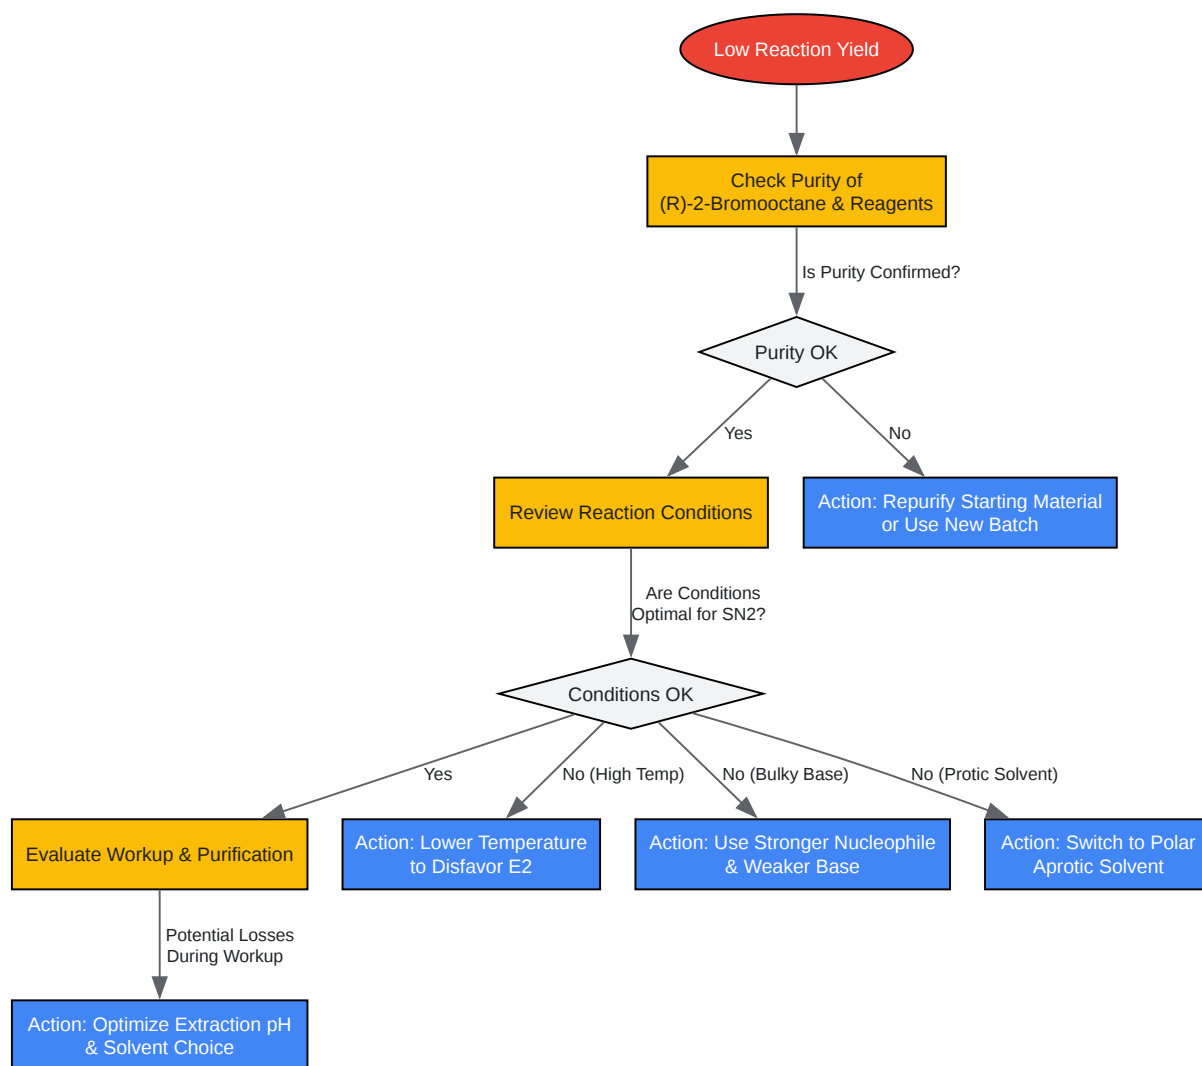 Low Reaction Yield
Check Purity of
(R)-2-Bromooctane & Reagents
Is Purity Confirmed?
Purity OK
Yes
No
Review Reaction Conditions
Action: Repurify Starting Material
or Use New Batch
Are Conditions
Optimal for SN2?
Conditions OK
Yes
No (High Temp)
No (Bulky Base)
No (Protic Solvent)
Evaluate Workup & Purification
Action: Lower Temperature
to Disfavor E2
Action: Use Stronger Nucleophile
& Weaker Base
Action: Switch to Polar
Aprotic Solvent
Potential Losses
During Workup
Action: Optimize Extraction pH
& Solvent Choice